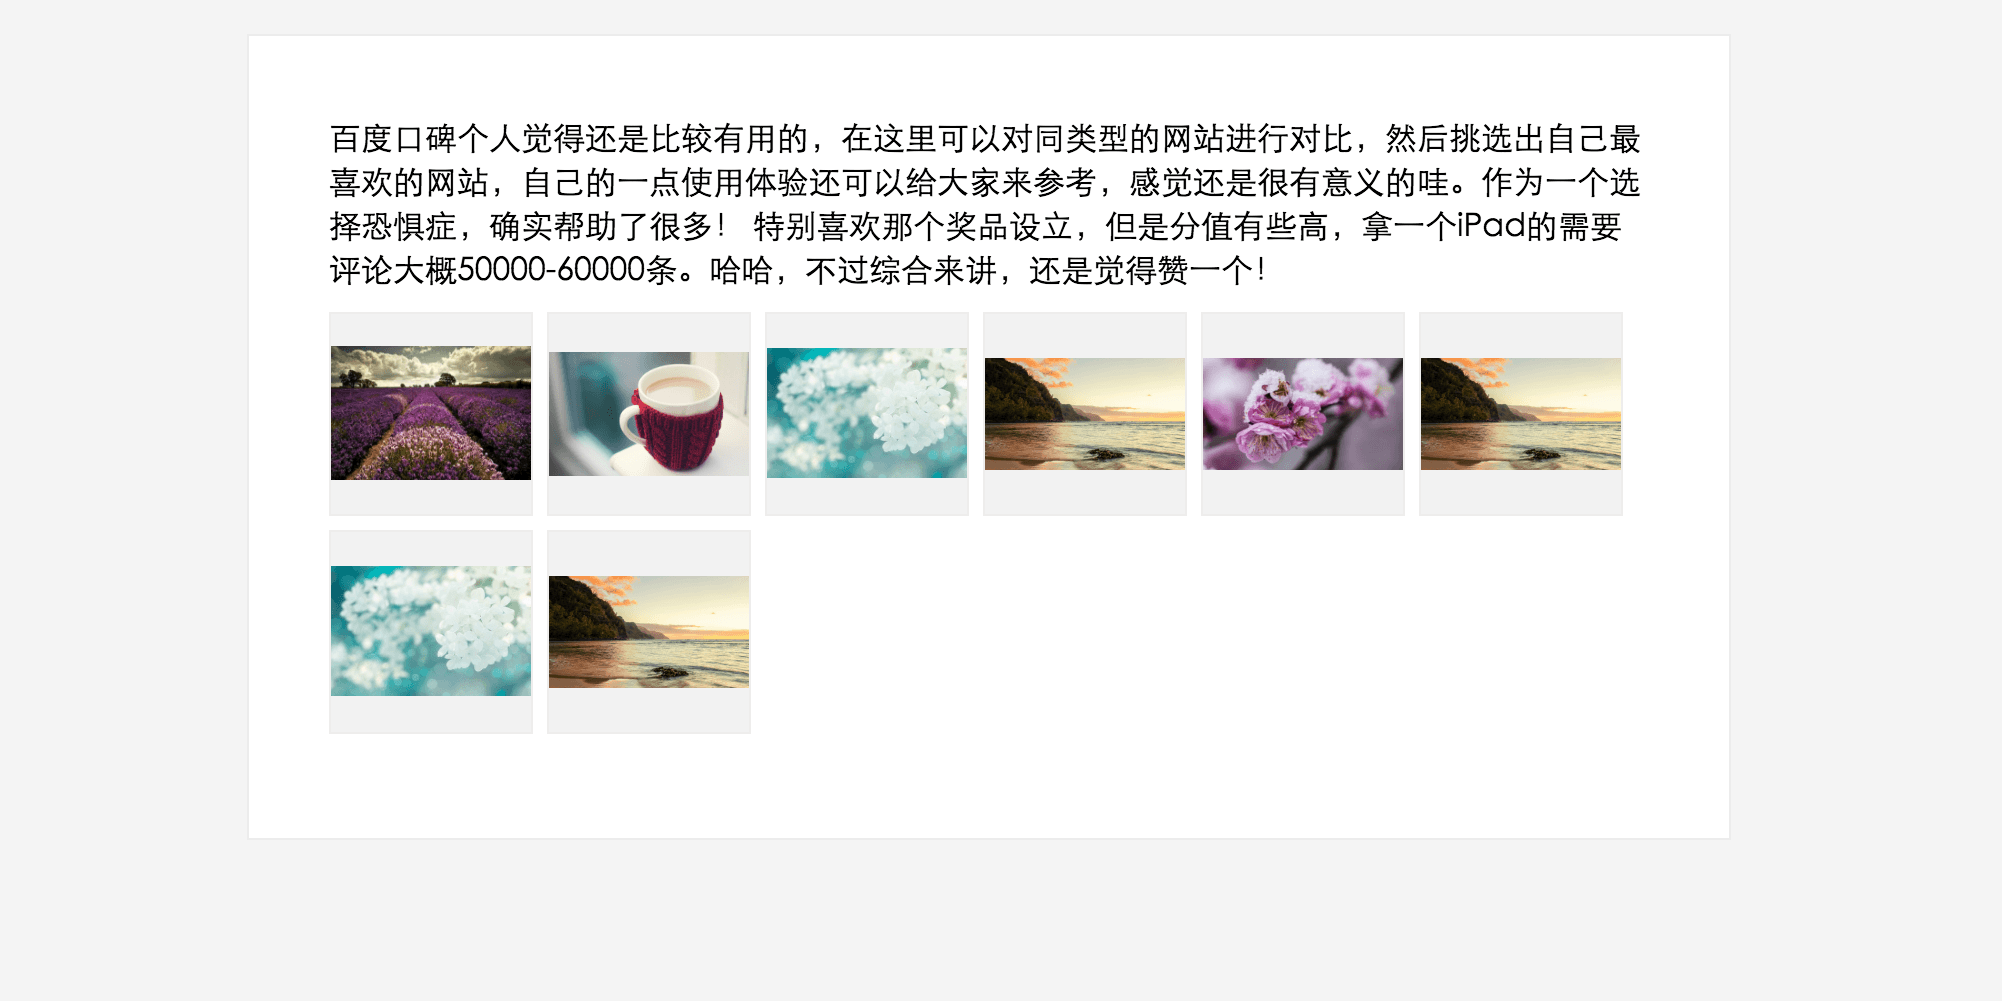 百度口碑个人觉得还是比较有用的，在这里可以对同类型的网站进行对比，然后挑选出自己最
喜欢的网站，自己的一点使用体验还可以给大家来参考，感觉还是很有意义的哇。作为一个选
择恐惧症，确实帮助了很多！ 特别喜欢那个奖品设立，但是分值有些高，拿一个iPad的需要
评论大概50000-60000条。哈哈，不过综合来讲，还是觉得赞一个！